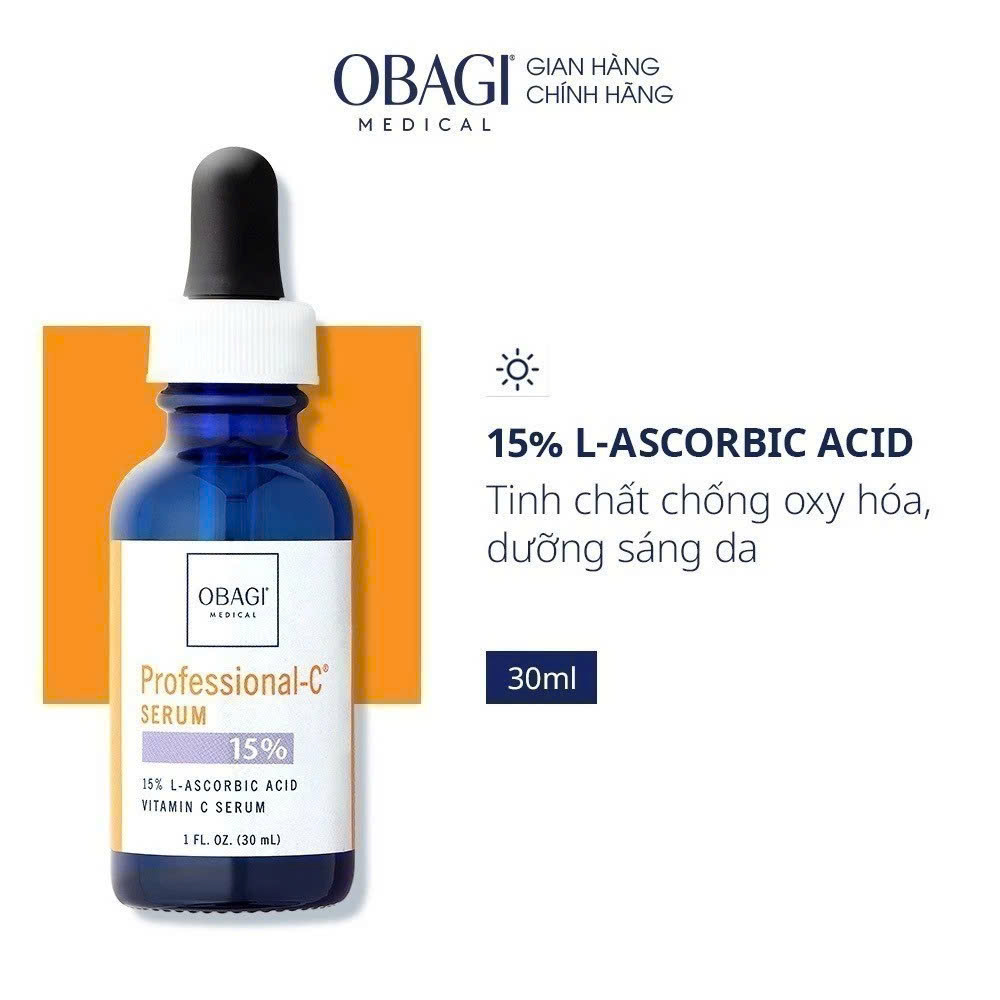 OBAGI® GIAN HÀNG
MEDICAL CHÍNH HÃNG
15% L-ASCORBIC ACID
Tinh chất chống oxy hóa,
dưỡng sáng da
30ml
OBAGI®
MEDICAL
Professional-C®
SERUM
15%
15% L-ASCORBIC ACID
VITAMIN C SERUM
1 FL. OZ. (30 mL)